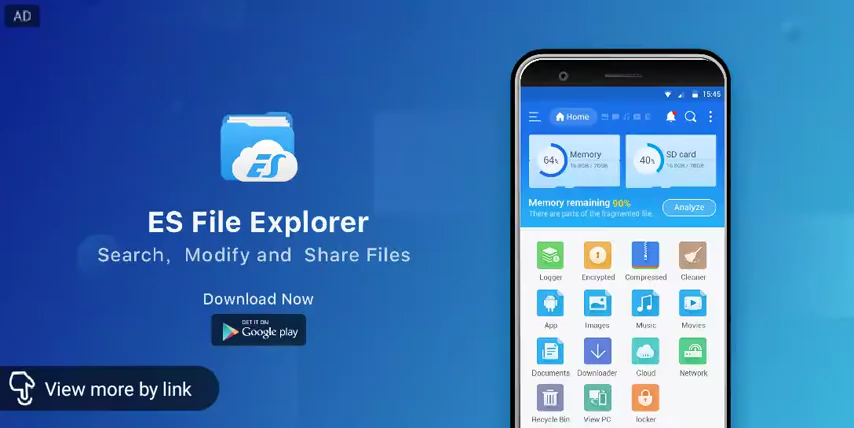 AD
ES
ES File Explorer
Search, Modify and Share Files
Download Now
GET IT ON
Google play
View more by link
15:45
Home
64%
Memory
40%
SD card
Memory remaining 90%
There are parts of the fragmented file.
Analyze
Logger
Encrypted
Compressed
Cleaner
App
Images
Music
Movies
Documents
Downloader
Cloud
Network
Recycle Bin
View PC
locker